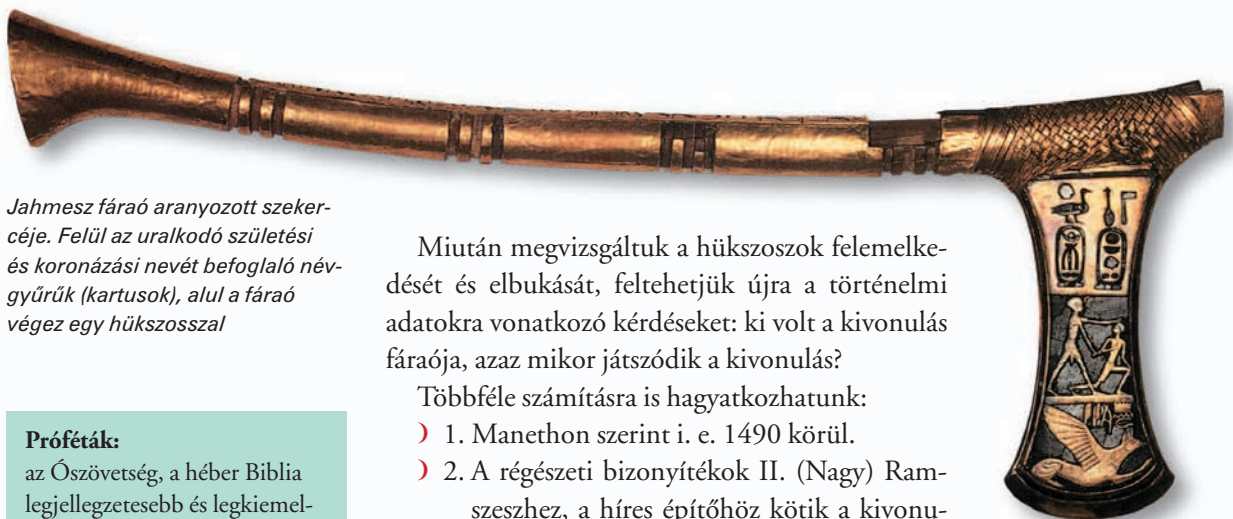 Jahmesz fáraó aranyozott szeker-
céje. Felül az uralkodó születési
és koronázási nevét befoglaló név-
gyűrűk (kartusok), alul a fáraó
végez egy hükszosszal
Próféták:
az Ószövetség, a héber Biblia
legjellegzetesebb és legkiemel-
Miután megvizsgáltuk a hükszoszok felemelke-
dését és elbukását, feltehetjük újra a történelmi
adatokra vonatkozó kérdéseket: ki volt a kivonulás
fáraója, azaz mikor játszódik a kivonulás?
Többféle számításra is hagyatkozhatunk:
1. Manethon szerint i. e. 1490 körül.
2. A régészeti bizonyítékok II. (Nagy) Ram-
szeszhez, a híres építőhöz kötik a kivonu-